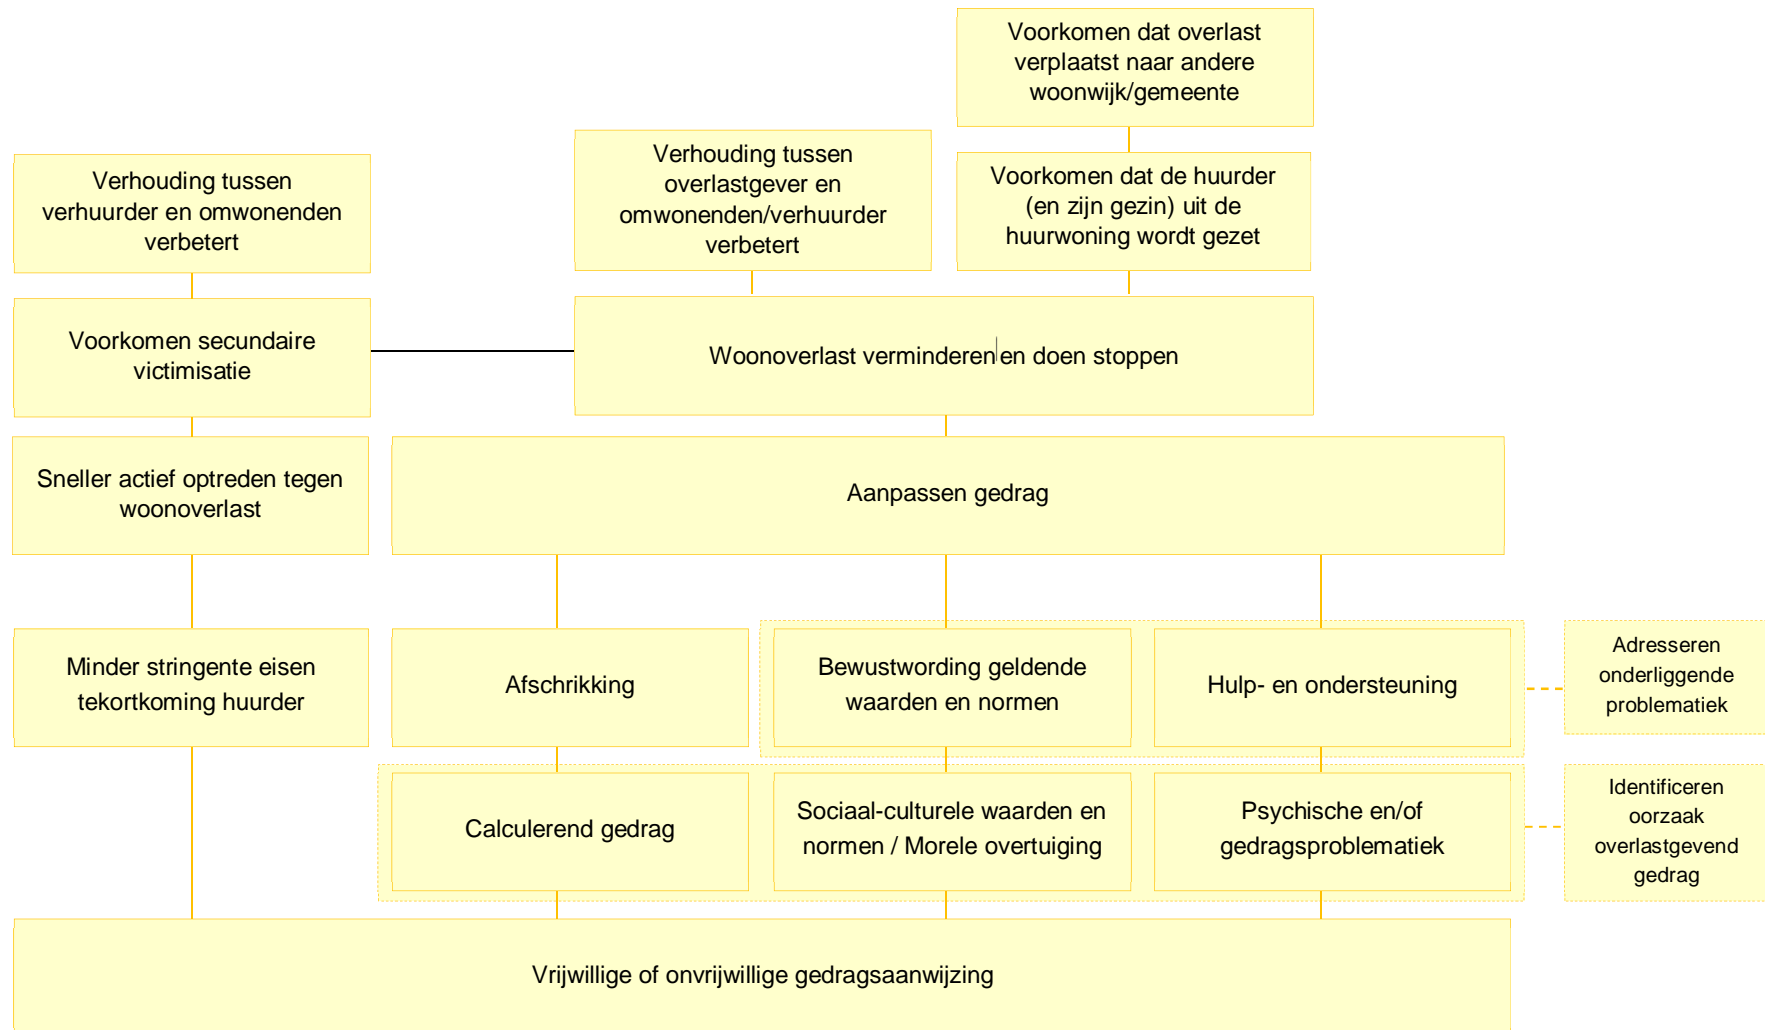 Voorkomen dat overlast
verplaatst naar andere
woonwijk/gemeente
Verhouding tussen
verhuurder en omwonenden
verbetert
Verhouding tussen
overlastgever en
omwonenden/verhuurder
verbetert
Voorkomen dat de huurder
(en zijn gezin) uit de
huurwoning wordt gezet
Voorkomen secundaire
victimisatie
Woonoverlast verminderen en doen stoppen
Sneller actief optreden tegen
woonoverlast
Aanpassen gedrag
Minder stringente eisen
tekortkoming huurder
Afschrikking
Bewustwording geldende
waarden en normen
Hulp- en ondersteuning
Adresseren
onderliggende
problematiek
Calculerend gedrag
Sociaal-culturele waarden en
normen / Morele overtuiging
Psychische en/of
gedragsproblematiek
Identificeren
oorzaak
overlastgevend
gedrag
Vrijwillige of onvrijwillige gedragsaanwijzing